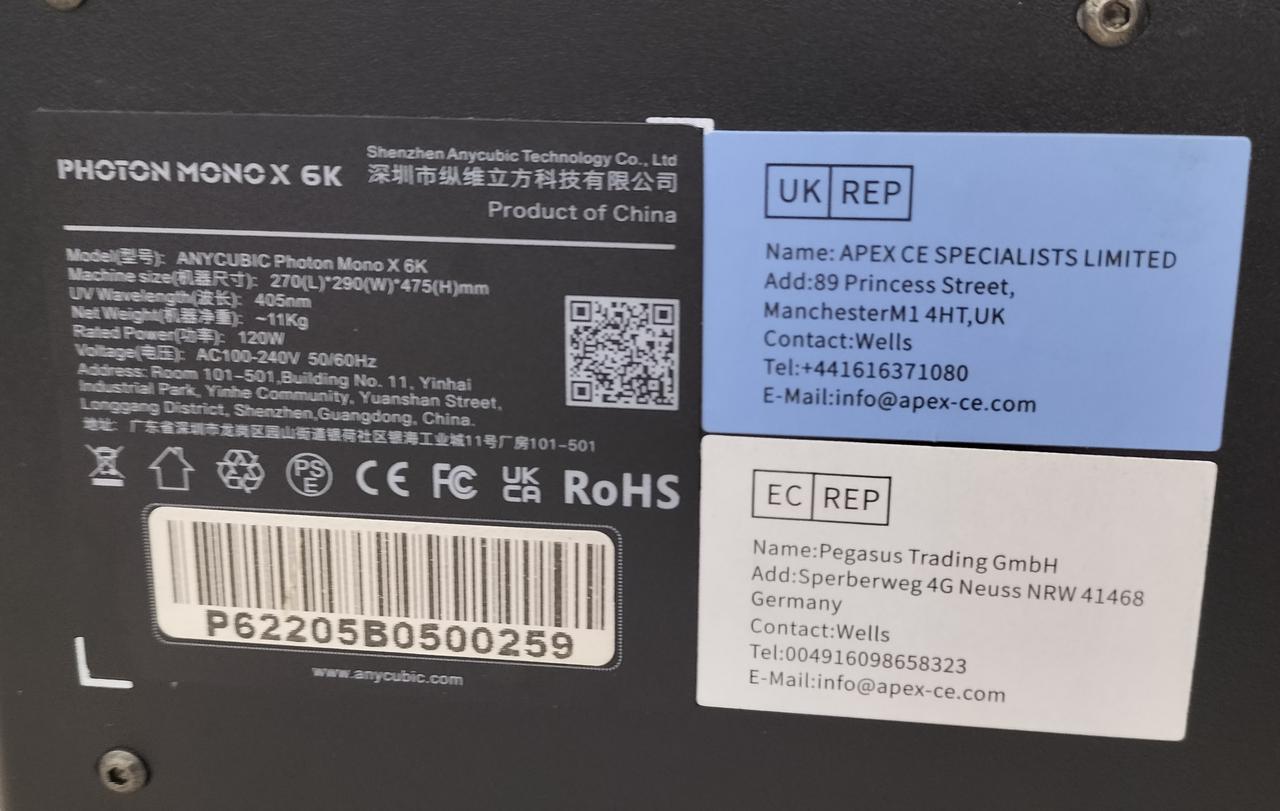 PHOTON MONO X 6K
Shenzhen Anycubic Technology Co., Ltd
深圳市纵维立方科技有限公司
Product of China
Model(型号): ANYCUBIC Photon Mono X 6K
Machine size(机器尺寸): 270(L)*290(W)*475(H)mm
UV Wavelength(波长): 405nm
Net Weight(机器净重): ~11Kg
Rated Power(功率): 120W
Voltage(电压): AC100-240V 50/60Hz
Address: Room 101-501,Building No. 11, Yinhai
Industrial Park, Yinhe Community, Yuanshan Street,
Longgang District, Shenzhen,Guangdong, China.
地址: 广东省深圳市龙岗区园山街道银荷社区银海工业城11号厂房101-501
PS E CE FC UK CA RoHS
P62205B0500259
www.anycubic.com
UK REP
Name: APEX CE SPECIALISTS LIMITED
Add:89 Princess Street,
ManchesterM1 4HT,UK
Contact:Wells
Tel:+441616371080
E-Mail:info@apex-ce.com
EC REP
Name:Pegasus Trading GmbH
Add:Sperberweg 4G Neuss NRW 41468
Germany
Contact:Wells
Tel:004916098658323
E-Mail:info@apex-ce.com